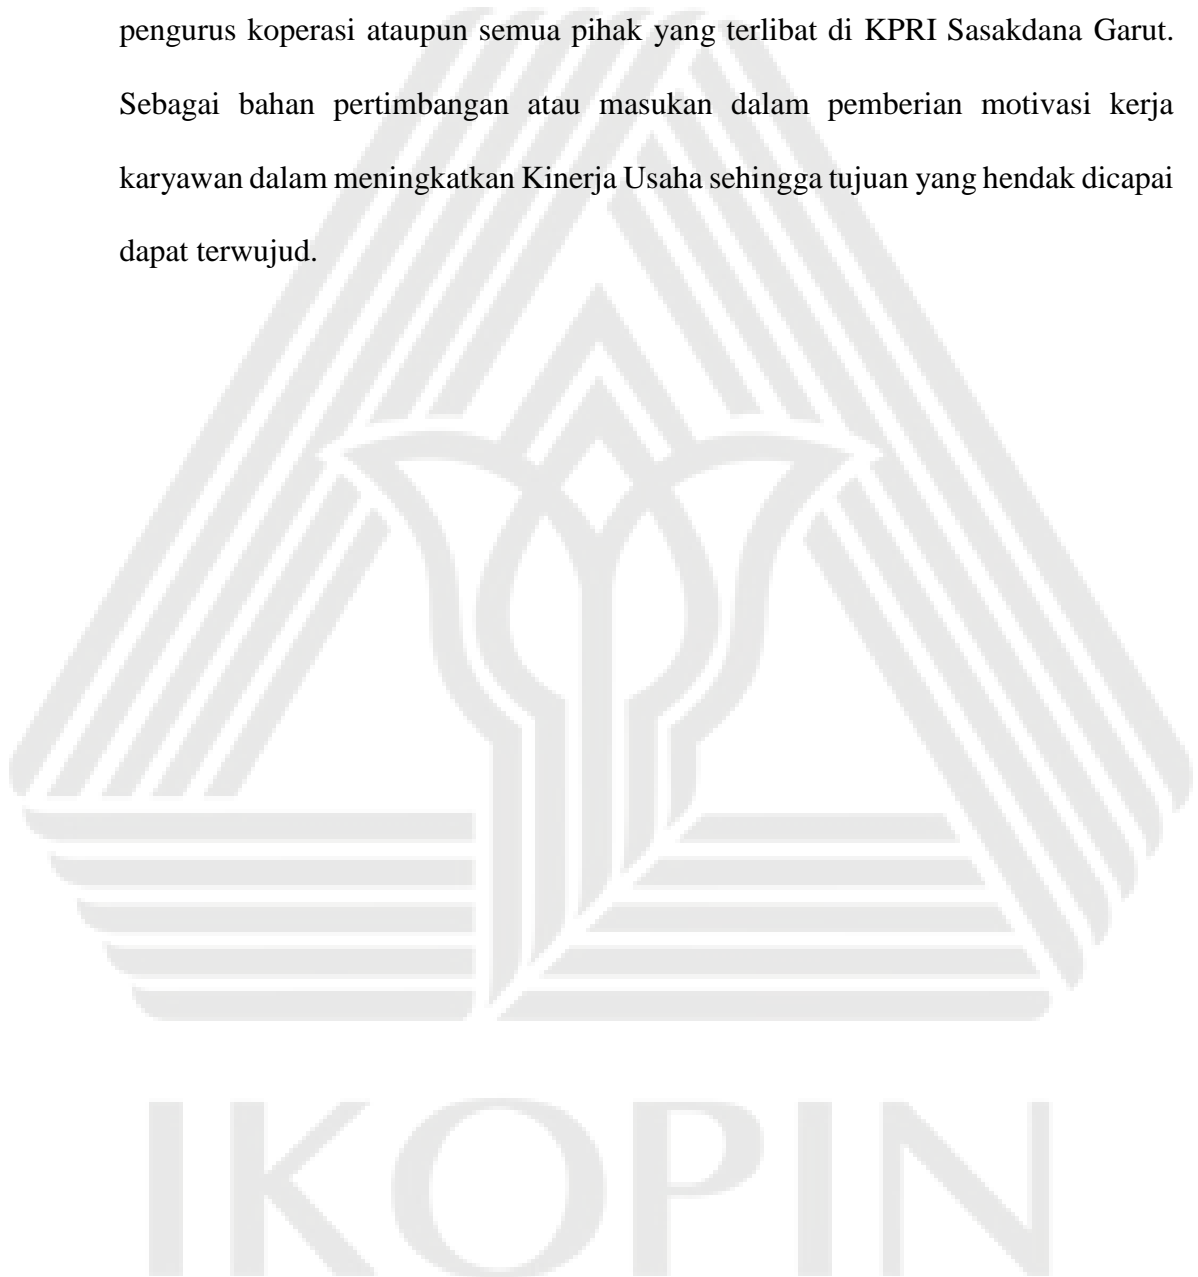 pengurus koperasi ataupun semua pihak yang terlibat di KPRI Sasakdana Garut.
Sebagai bahan pertimbangan atau masukan dalam pemberian motivasi kerja
karyawan dalam meningkatkan Kinerja Usaha sehingga tujuan yang hendak dicapai
dapat terwujud.
IKOPIN